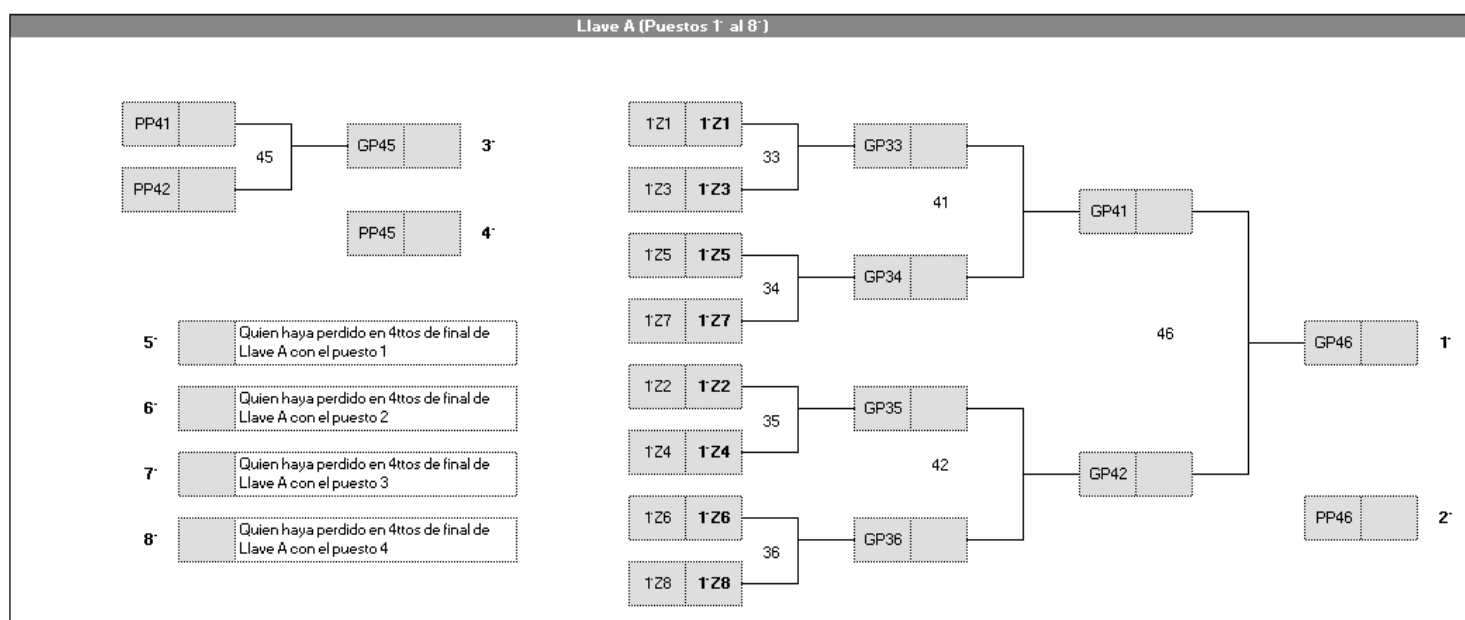 Llave A (Puestos 1° al 8°)
PP41
45
PP42
GP45 3°
PP45 4°
5° Quien haya perdido en 4ttos de final de
Llave A con el puesto 1
6° Quien haya perdido en 4ttos de final de
Llave A con el puesto 2
7° Quien haya perdido en 4ttos de final de
Llave A con el puesto 3
8° Quien haya perdido en 4ttos de final de
Llave A con el puesto 4
1°Z1 1°Z1
33
1°Z3 1°Z3
1°Z5 1°Z5
34
1°Z7 1°Z7
1°Z2 1°Z2
35
1°Z4 1°Z4
1°Z6 1°Z6
36
1°Z8 1°Z8
GP33
41
GP34
GP35
42
GP36
GP41
46
GP42
GP46 1°
PP46 2°